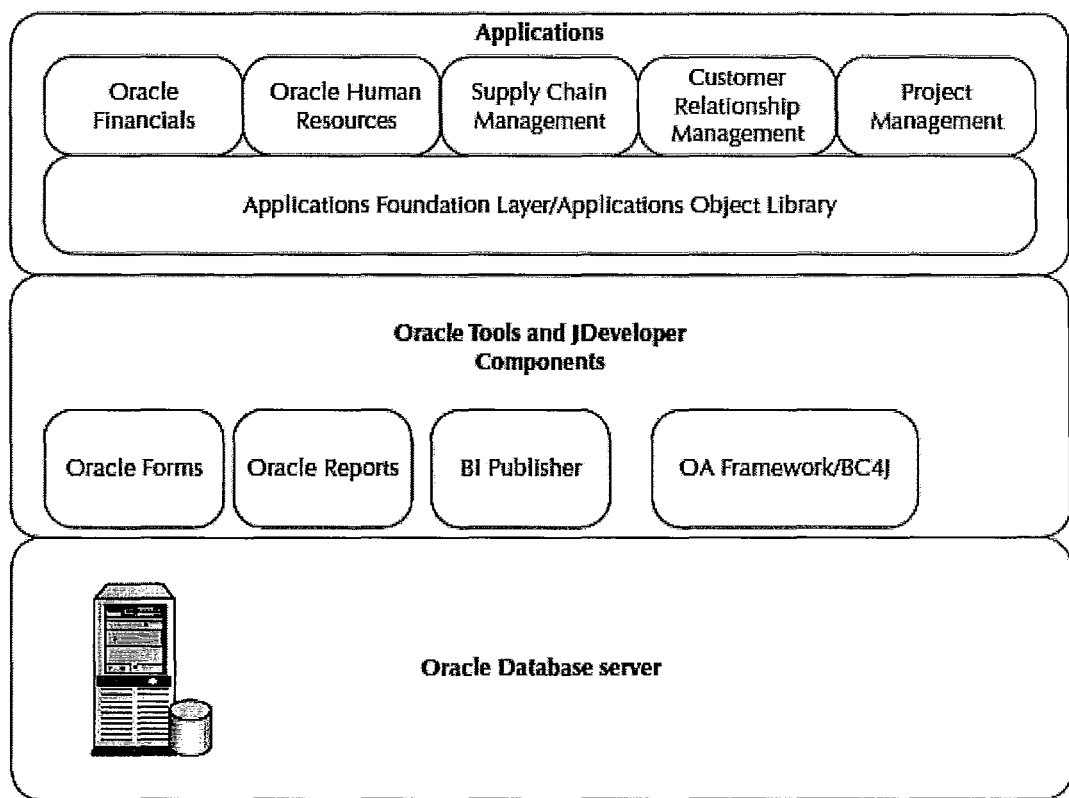 Applications
Oracle
Financials
Oracle Human
Resources
Supply Chain
Management
Customer
Relationship
Management
Project
Management
Applications Foundation Layer/Applications Object Library
Oracle Tools and JDeveloper
Components
Oracle Forms
Oracle Reports
BI Publisher
OA Framework/BC4J
Oracle Database server